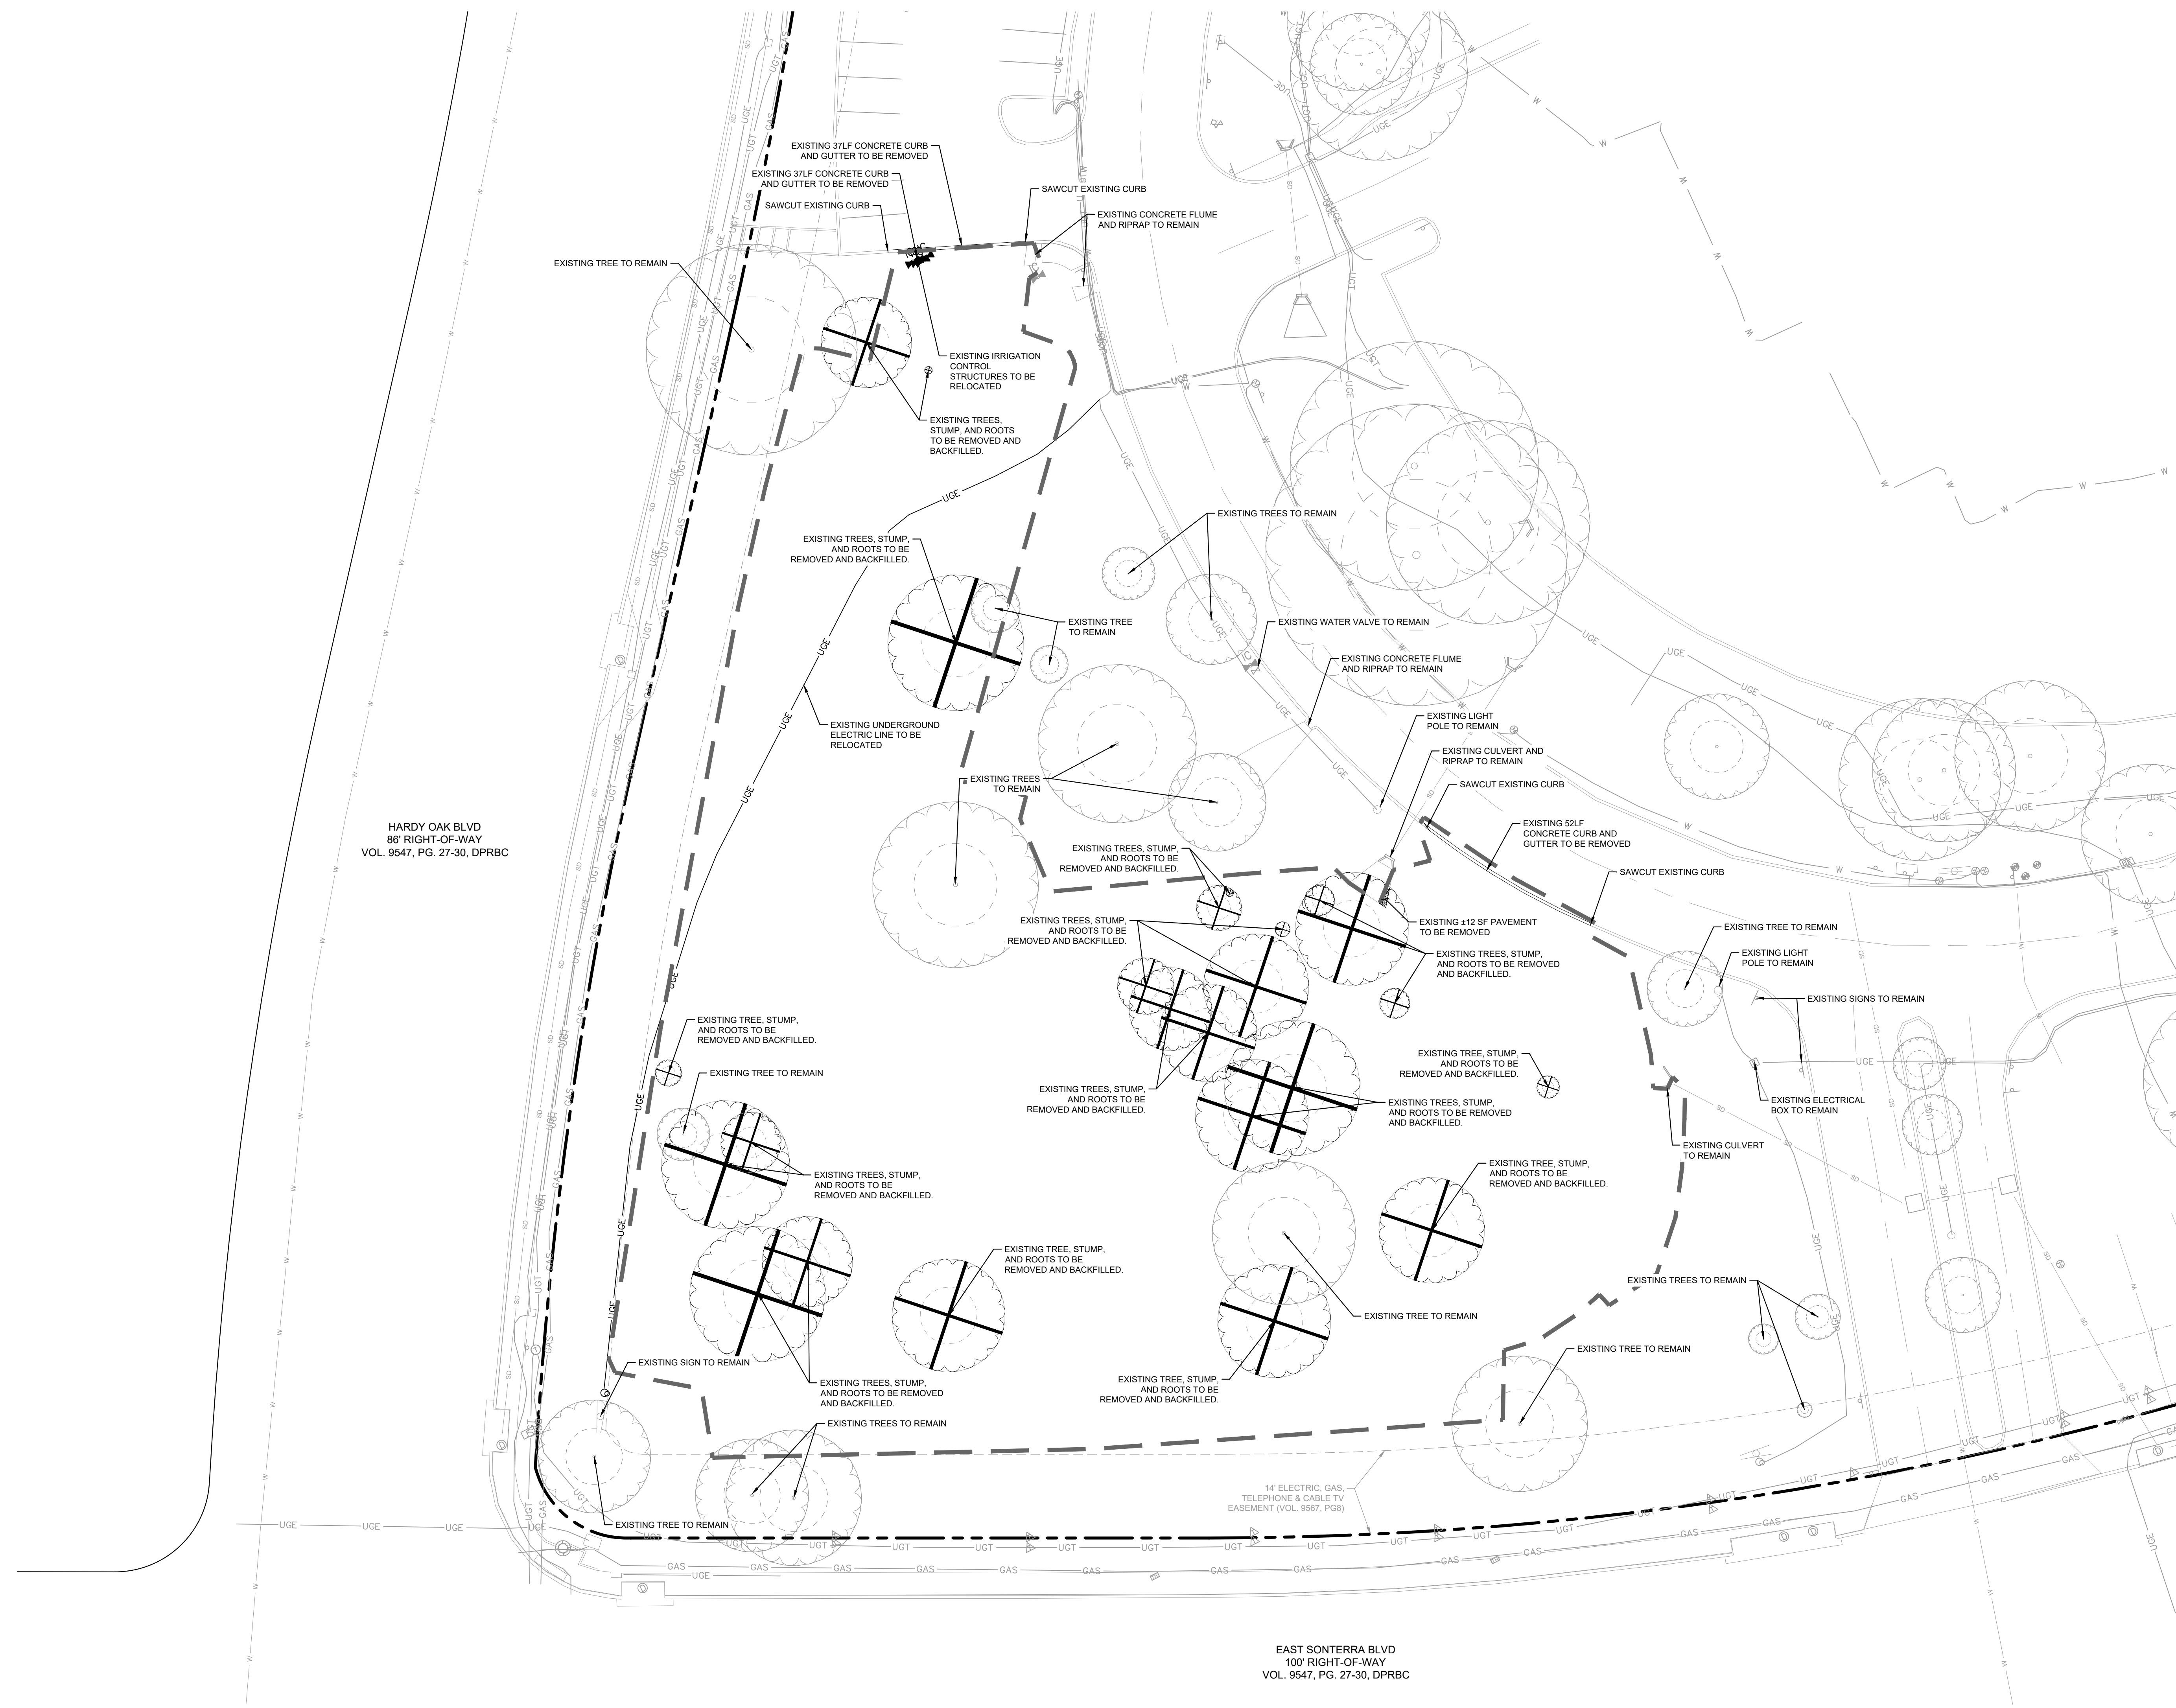 EXISTING 37LF CONCRETE CURB
AND GUTTER TO BE REMOVED
EXISTING 37LF CONCRETE CURB
AND GUTTER TO BE REMOVED
SAWCUT EXISTING CURB
SAWCUT EXISTING CURB
EXISTING CONCRETE FLUME
AND RIPRAP TO REMAIN
EXISTING TREE TO REMAIN
EXISTING IRRIGATION
CONTROL
STRUCTURES TO BE
RELOCATED
EXISTING TREES,
STUMP, AND ROOTS
TO BE REMOVED AND
BACKFILLED.
EXISTING TREES TO REMAIN
EXISTING TREES, STUMP,
AND ROOTS TO BE
REMOVED AND BACKFILLED.
EXISTING TREE
TO REMAIN
EXISTING WATER VALVE TO REMAIN
EXISTING CONCRETE FLUME
AND RIPRAP TO REMAIN
EXISTING UNDERGROUND
ELECTRIC LINE TO BE
RELOCATED
EXISTING LIGHT
POLE TO REMAIN
EXISTING CULVERT AND
RIPRAP TO REMAIN
EXISTING TREES
TO REMAIN
SAWCUT EXISTING CURB
HARDY OAK BLVD
86' RIGHT-OF-WAY
VOL. 9547, PG. 27-30, DPRBC
EXISTING 52LF
CONCRETE CURB AND
GUTTER TO BE REMOVED
EXISTING TREES, STUMP,
AND ROOTS TO BE
REMOVED AND BACKFILLED.
SAWCUT EXISTING CURB
EXISTING TREES, STUMP,
AND ROOTS TO BE
REMOVED AND BACKFILLED.
EXISTING ±12 SF PAVEMENT
TO BE REMOVED
EXISTING TREE TO REMAIN
EXISTING TREES, STUMP,
AND ROOTS TO BE REMOVED
AND BACKFILLED.
EXISTING LIGHT
POLE TO REMAIN
EXISTING SIGNS TO REMAIN
EXISTING TREE, STUMP,
AND ROOTS TO BE
REMOVED AND BACKFILLED.
EXISTING TREE TO REMAIN
EXISTING TREE, STUMP,
AND ROOTS TO BE
REMOVED AND BACKFILLED.
EXISTING TREES, STUMP,
AND ROOTS TO BE
REMOVED AND BACKFILLED.
EXISTING TREES, STUMP,
AND ROOTS TO BE REMOVED
AND BACKFILLED.
EXISTING ELECTRICAL
BOX TO REMAIN
EXISTING CULVERT
TO REMAIN
EXISTING TREES, STUMP,
AND ROOTS TO BE
REMOVED AND BACKFILLED.
EXISTING TREE, STUMP,
AND ROOTS TO BE
REMOVED AND BACKFILLED.
EXISTING TREE, STUMP,
AND ROOTS TO BE
REMOVED AND BACKFILLED.
EXISTING TREES TO REMAIN
EXISTING TREE TO REMAIN
EXISTING TREE TO REMAIN
EXISTING SIGN TO REMAIN
EXISTING TREES, STUMP,
AND ROOTS TO BE REMOVED
AND BACKFILLED.
EXISTING TREE, STUMP,
AND ROOTS TO BE
REMOVED AND BACKFILLED.
EXISTING TREES TO REMAIN
14' ELECTRIC, GAS,
TELEPHONE & CABLE TV
EASEMENT (VOL. 9567, PG8)
EXISTING TREE TO REMAIN
EAST SONTERRA BLVD
100' RIGHT-OF-WAY
VOL. 9547, PG. 27-30, DPRBC
UGE
UGT
GAS
SD
W